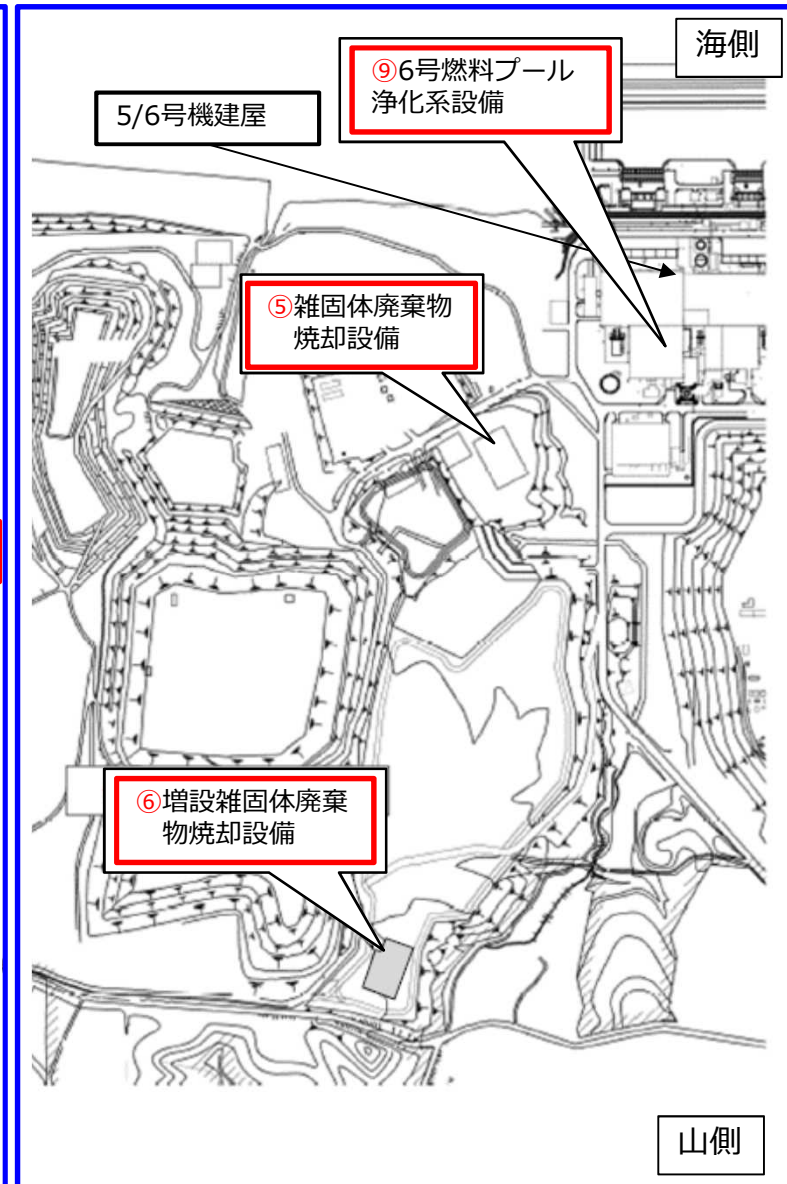 海側
⑨6号燃料プール
浄化系設備
5/6号機建屋
⑤雑固体廃棄物
焼却設備
⑥増設雑固体廃棄
物焼却設備
山側